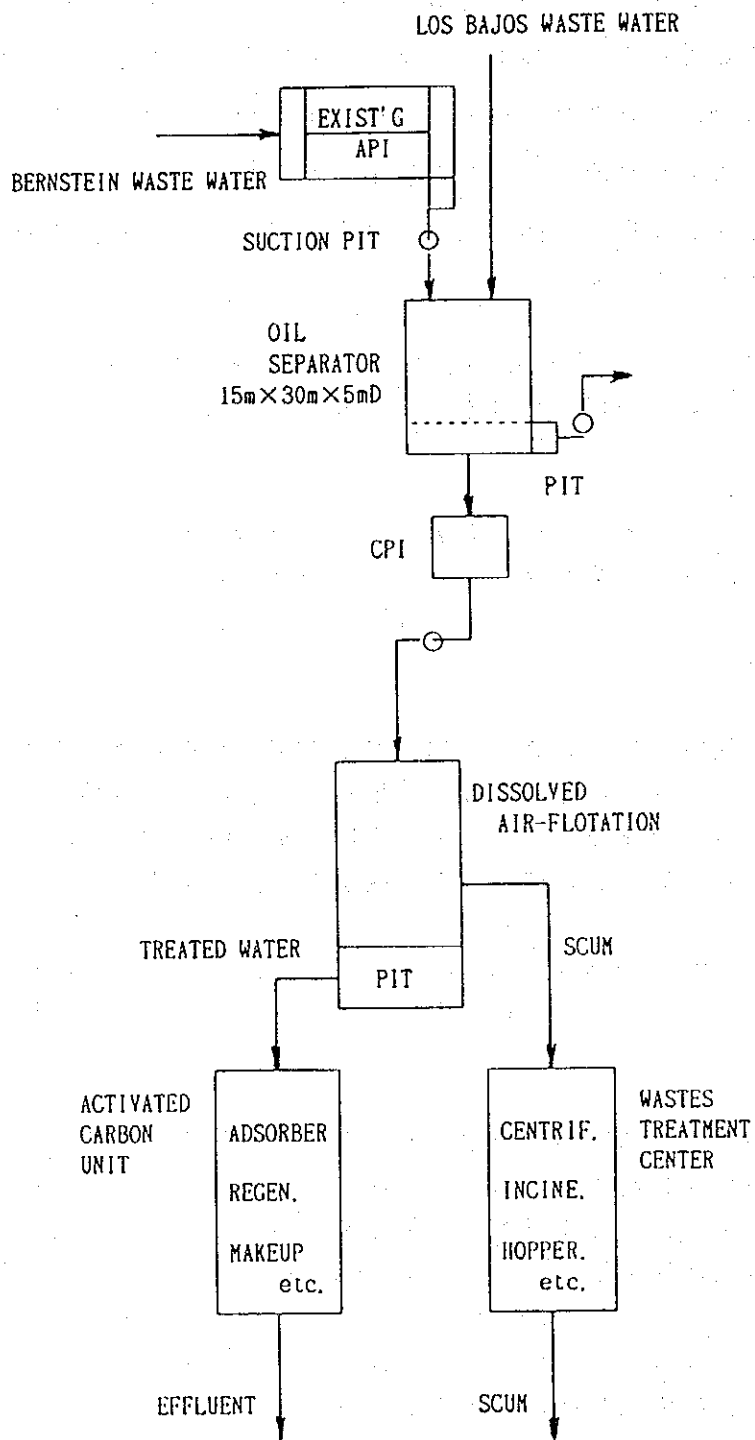 LOS BAJOS WASTE WATER
EXIST'G
API
BERNSTEIN WASTE WATER
SUCTION PIT
OIL
SEPARATOR
15m×30m×5mD
PIT
CPI
DISSOLVED
AIR-FLOTATION
TREATED WATER
SCUM
PIT
ACTIVATED
CARBON
UNIT
ADSORBER
REGEN.
MAKEUP
etc.
CENTRIF.
INCINE.
HOPPER.
etc.
WASTES
TREATMENT
CENTER
EFFLUENT
SCUM